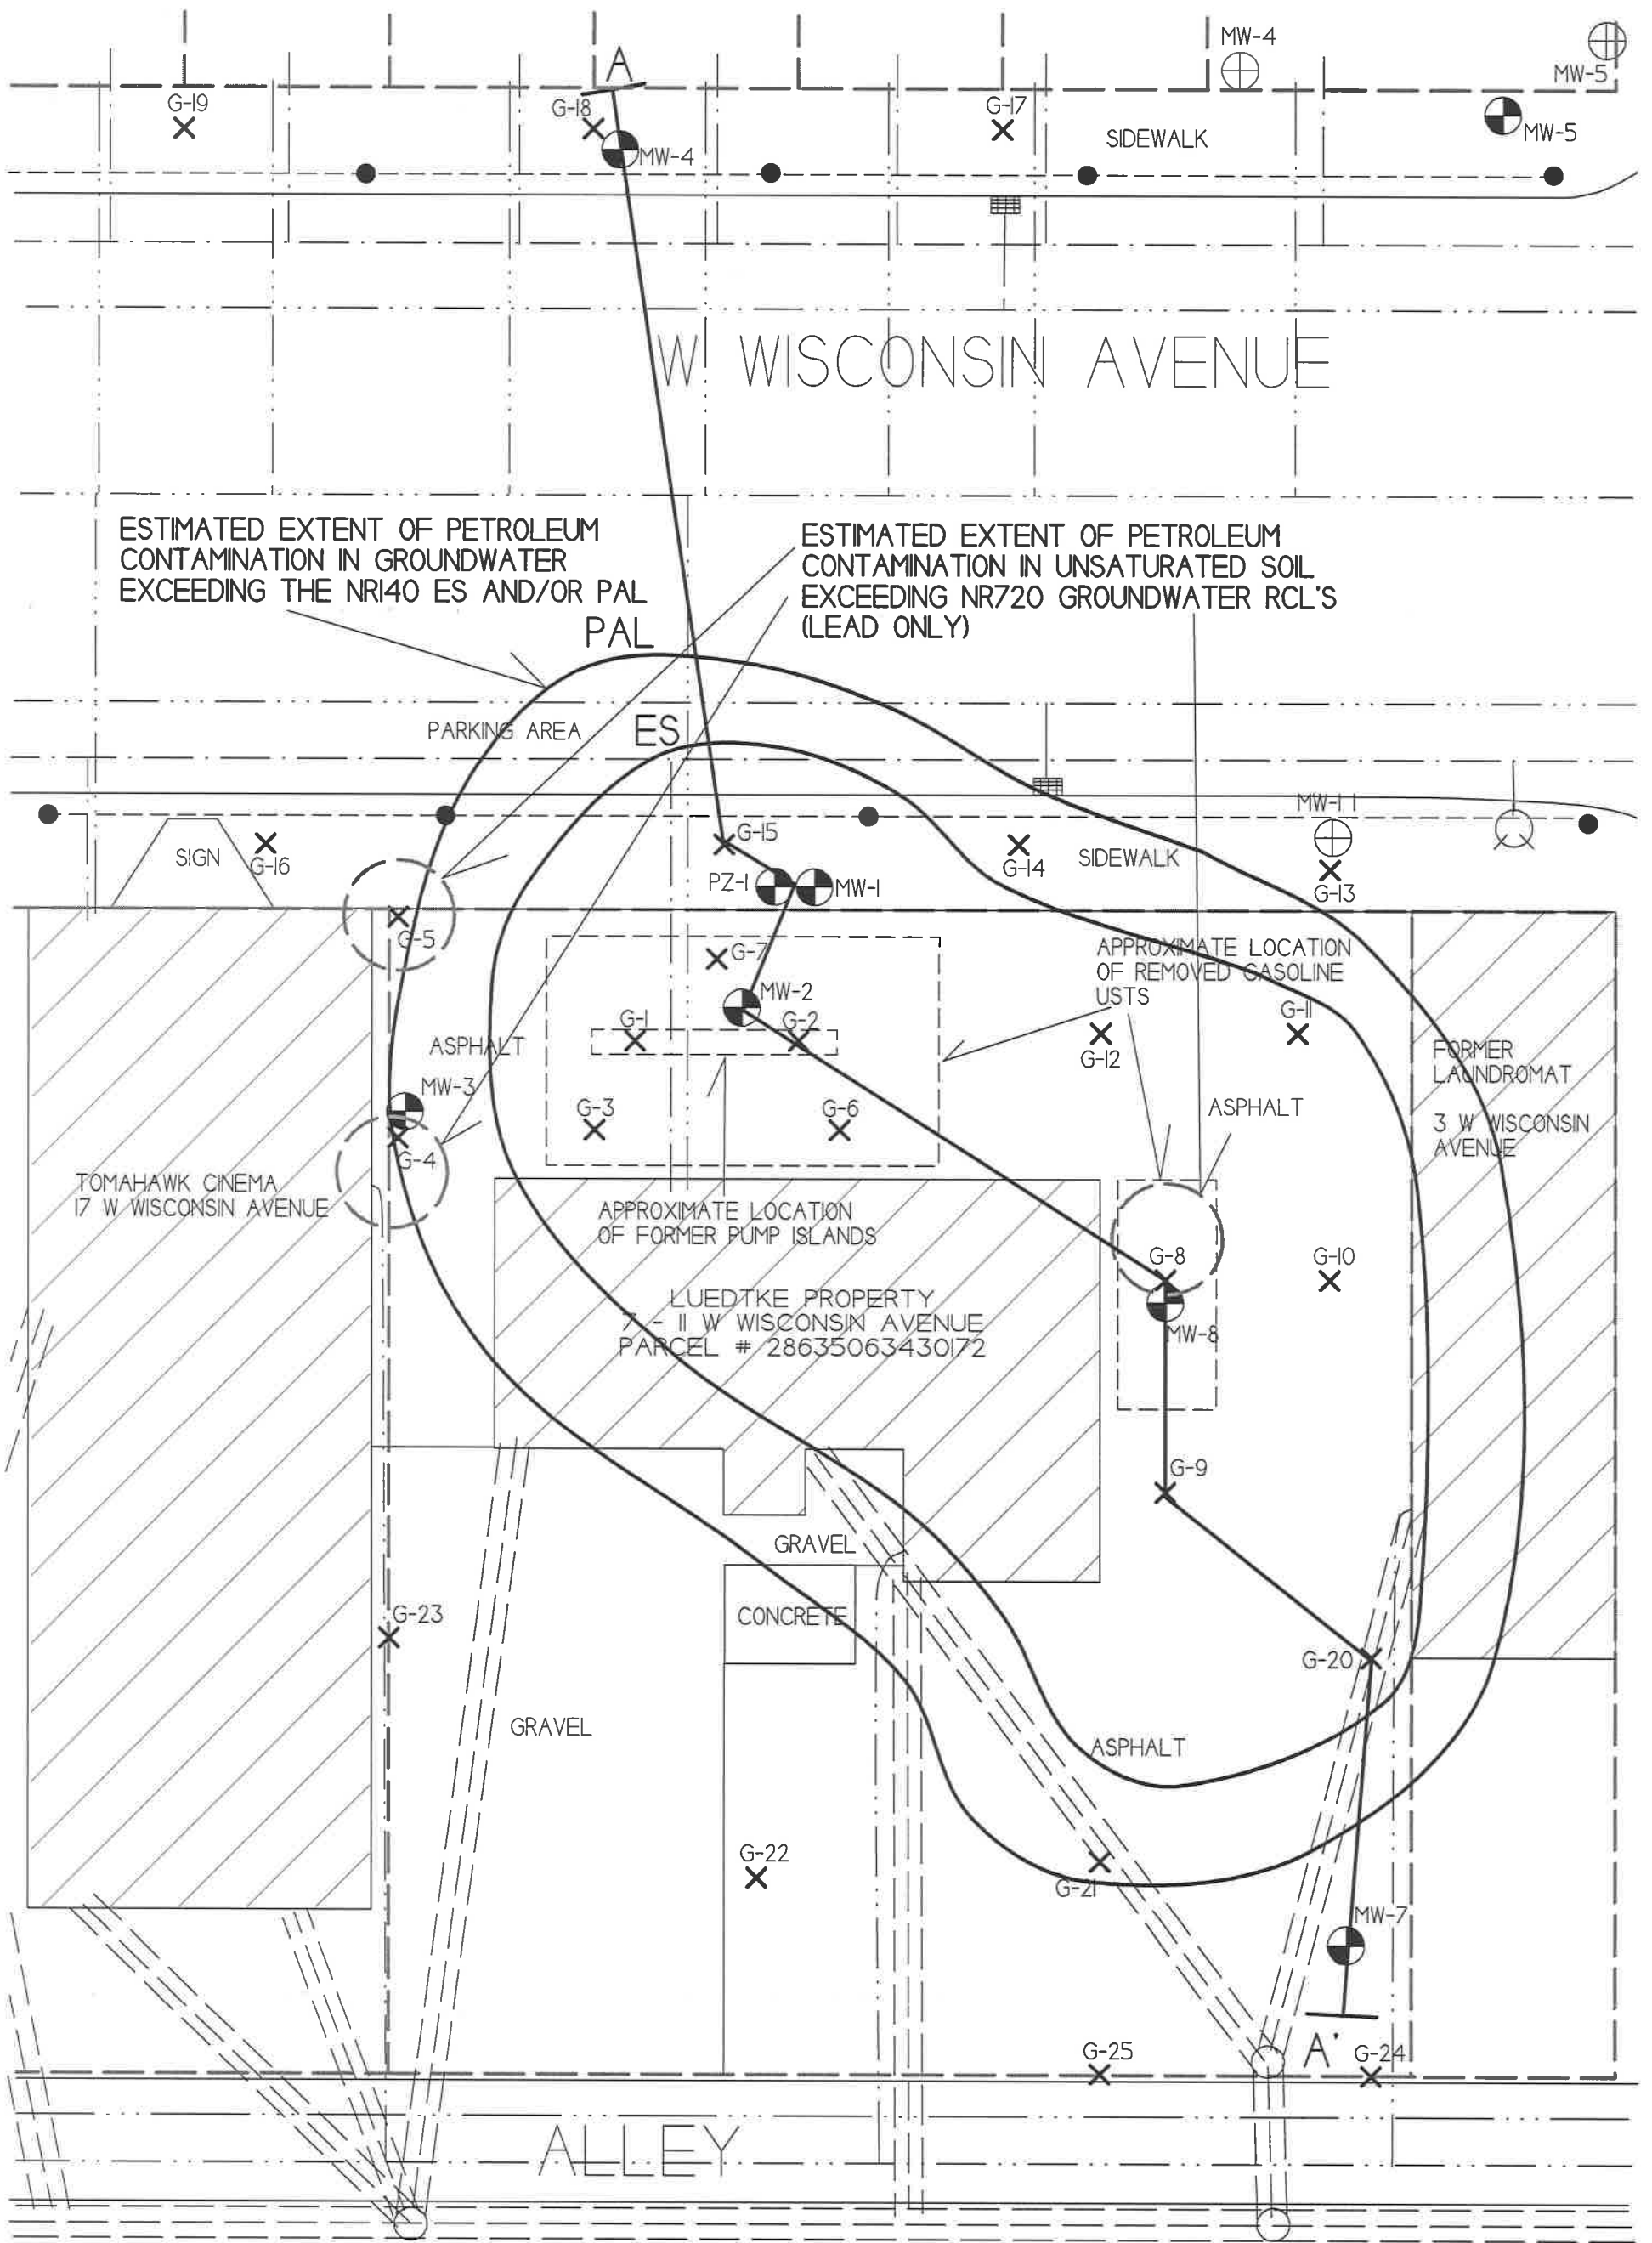 MW-4
MW-5
A
G-19
G-18
G-17
MW-4
SIDEWALK
MW-5
W WISCONSIN AVENUE
ESTIMATED EXTENT OF PETROLEUM
CONTAMINATION IN GROUNDWATER
EXCEEDING THE NR140 ES AND/OR PAL
ESTIMATED EXTENT OF PETROLEUM
CONTAMINATION IN UNSATURATED SOIL
EXCEEDING NR720 GROUNDWATER RCL'S
(LEAD ONLY)
PAL
PARKING AREA
ES
SIGN
G-16
G-15
G-14
SIDEWALK
MW-11
G-13
PZ-1
MW-1
G-5
G-7
APPROXIMATE LOCATION
OF REMOVED GASOLINE
USTS
MW-2
G-1
G-2
G-12
G-11
ASPHALT
MW-3
G-3
G-6
ASPHALT
FORMER
LAUNDROMAT
3 W WISCONSIN
AVENUE
G-4
TOMAHAWK CINEMA
17 W WISCONSIN AVENUE
APPROXIMATE LOCATION
OF FORMER PUMP ISLANDS
G-8
G-10
LUEDTKE PROPERTY
7 - 11 W WISCONSIN AVENUE
PARCEL # 28635063430172
MW-8
G-9
GRAVEL
CONCRETE
G-23
G-20
GRAVEL
ASPHALT
G-22
G-21
MW-7
G-25
A'
G-24
ALLEY